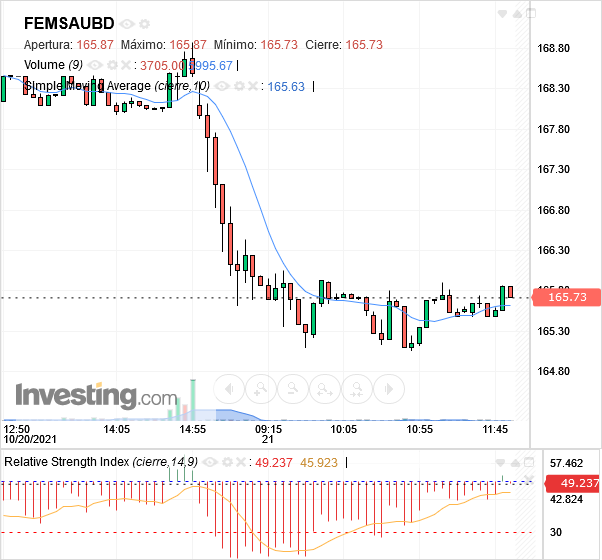 FEMSAUBD
Apertura: 165.87 Máximo: 165.87 Mínimo: 165.73 Cierre: 165.73
Volume (9) : 3705.00 9995.67
Simple Moving Average (cierre,10) : 165.63
168.80
168.30
167.80
167.30
166.80
166.30
165.80
165.73
165.30
164.80
Investing.com
12:50 14:05 14:55 09:15 10:05 10:55 11:45
10/20/2021 21
Relative Strength Index (cierre,14,9) : 49.237 45.923
57.462
49.237
42.824
30